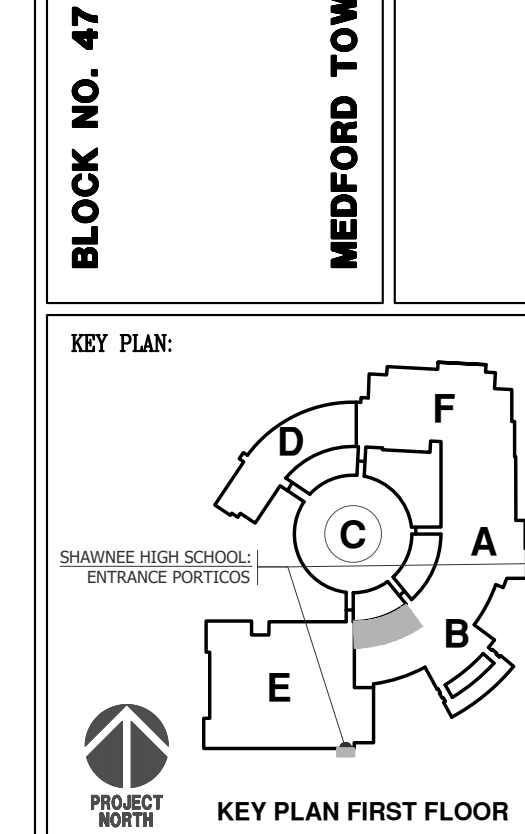 BLOCK NO. 47
MEDFORD TOW
KEY PLAN:
F
D
C
A
SHAWNEE HIGH SCHOOL:
ENTRANCE PORTICOS
B
E
PROJECT
NORTH
KEY PLAN FIRST FLOOR